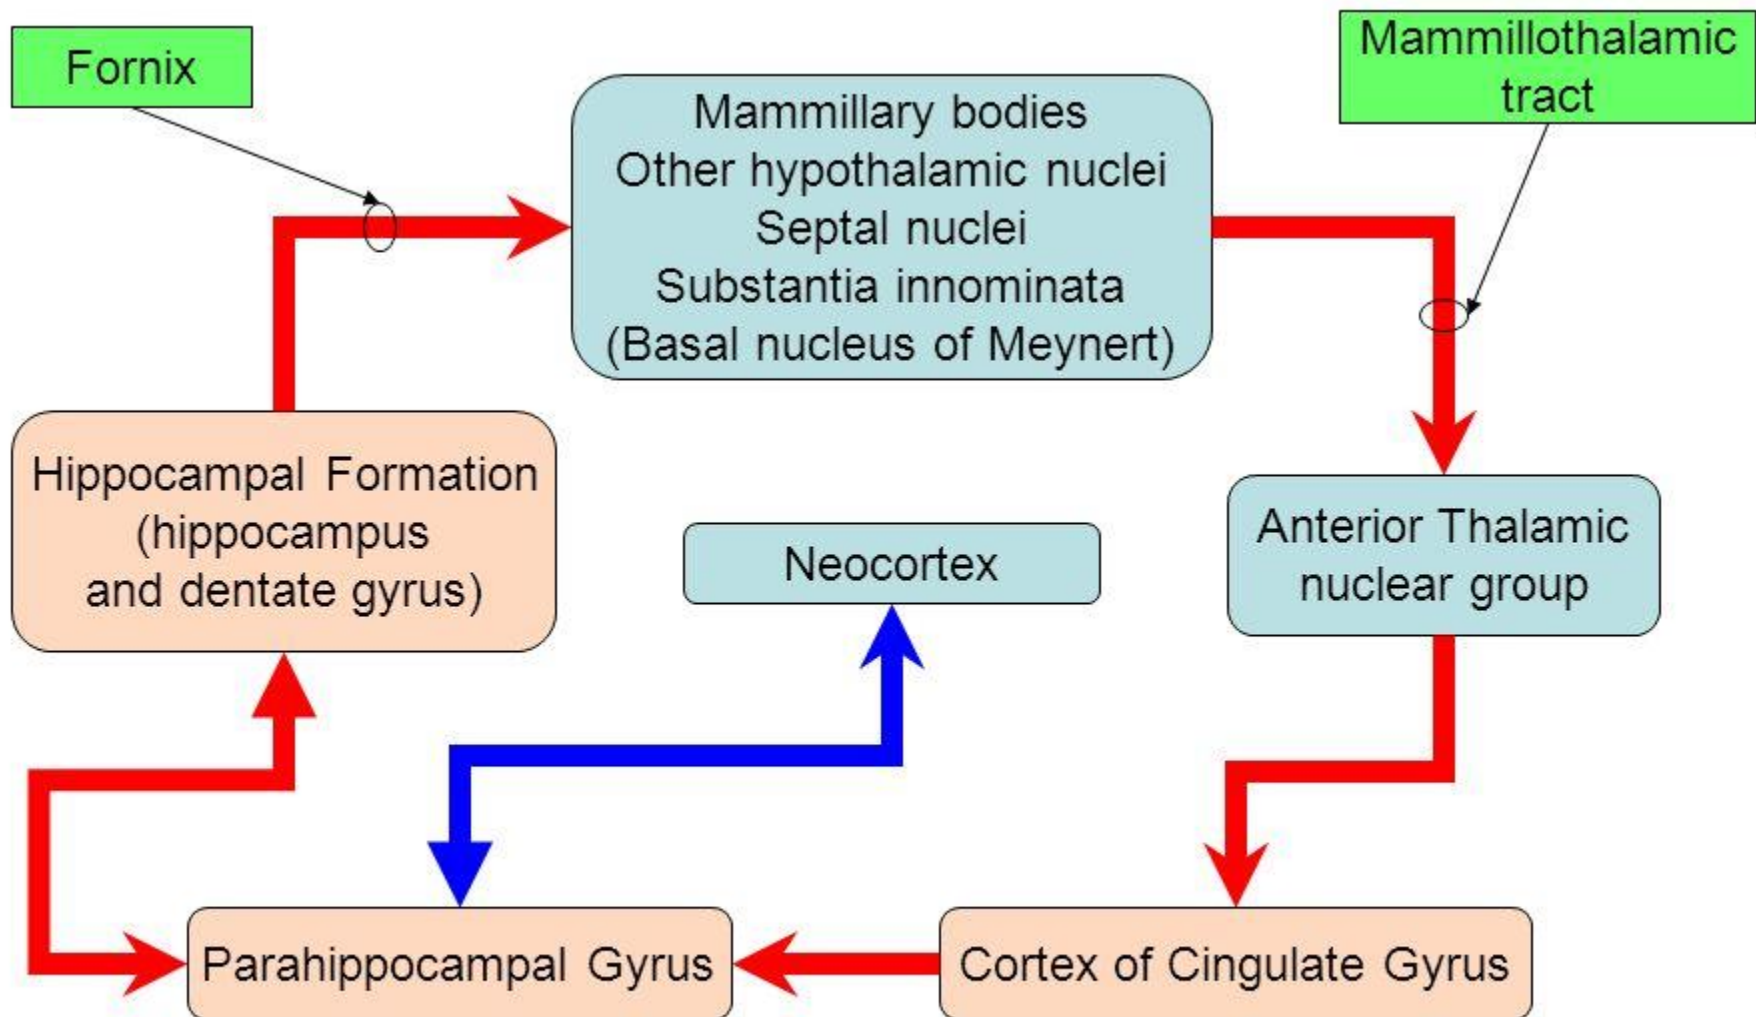 Fornix
Mammillothalamic
tract
Mammillary bodies
Other hypothalamic nuclei
Septal nuclei
Substantia innominata
(Basal nucleus of Meynert)
Hippocampal Formation
(hippocampus
and dentate gyrus)
Neocortex
Anterior Thalamic
nuclear group
Parahippocampal Gyrus
Cortex of Cingulate Gyrus